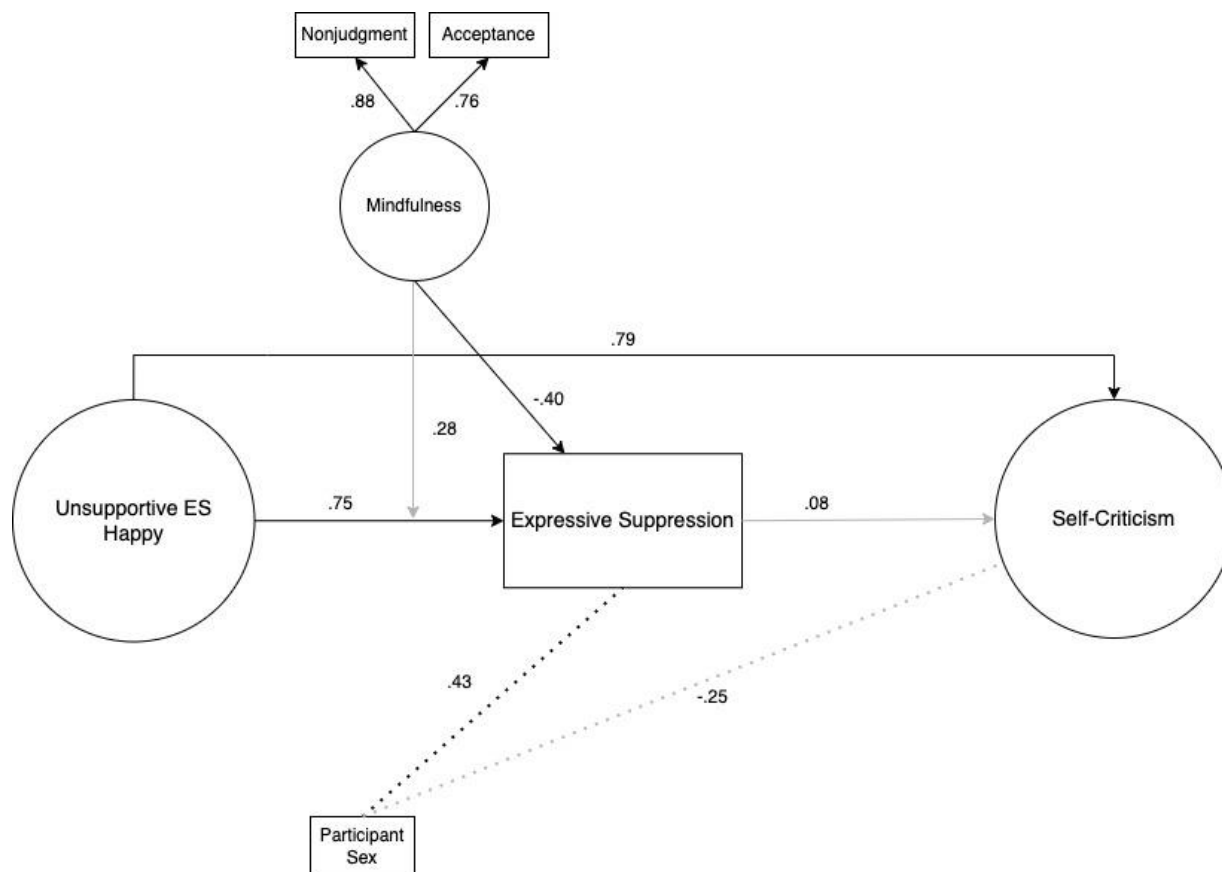 Nonjudgment
Acceptance
.88
.76
Mindfulness
.79
-.40
.28
Unsupportive ES
Happy
.75
Expressive Suppression
.08
Self-Criticism
.43
-.25
Participant
Sex